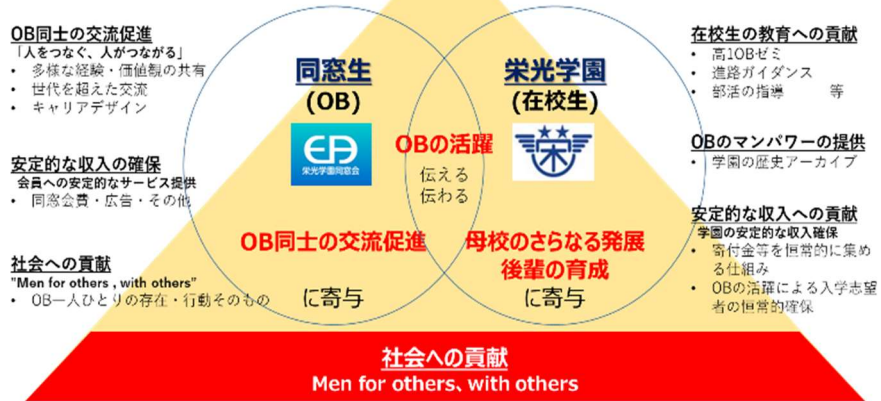 OB同士の交流促進
「人をつなぐ、人がつながる」
• 多様な経験・価値観の共有
• 世代を超えた交流
• キャリアデザイン
安定的な収入の確保
会員への安定的なサービス提供
• 同窓会費・広告・その他
社会への貢献
"Men for others , with others"
• OB一人ひとりの存在・行動そのもの
同窓生
(OB)
栄光学園同窓会
OB同士の交流促進
に寄与
OBの活躍
伝える
伝わる
栄光学園
(在校生)
栄
母校のさらなる発展
後輩の育成
に寄与
在校生の教育への貢献
• 高1OBゼミ
• 進路ガイダンス
• 部活の指導 等
OBのマンパワーの提供
• 学園の歴史アーカイブ
安定的な収入への貢献
学園の安定的な収入確保
• 寄付金等を恒常的に集め
る仕組み
• OBの活躍による入学志望
者の恒常的確保
社会への貢献
Men for others、with others